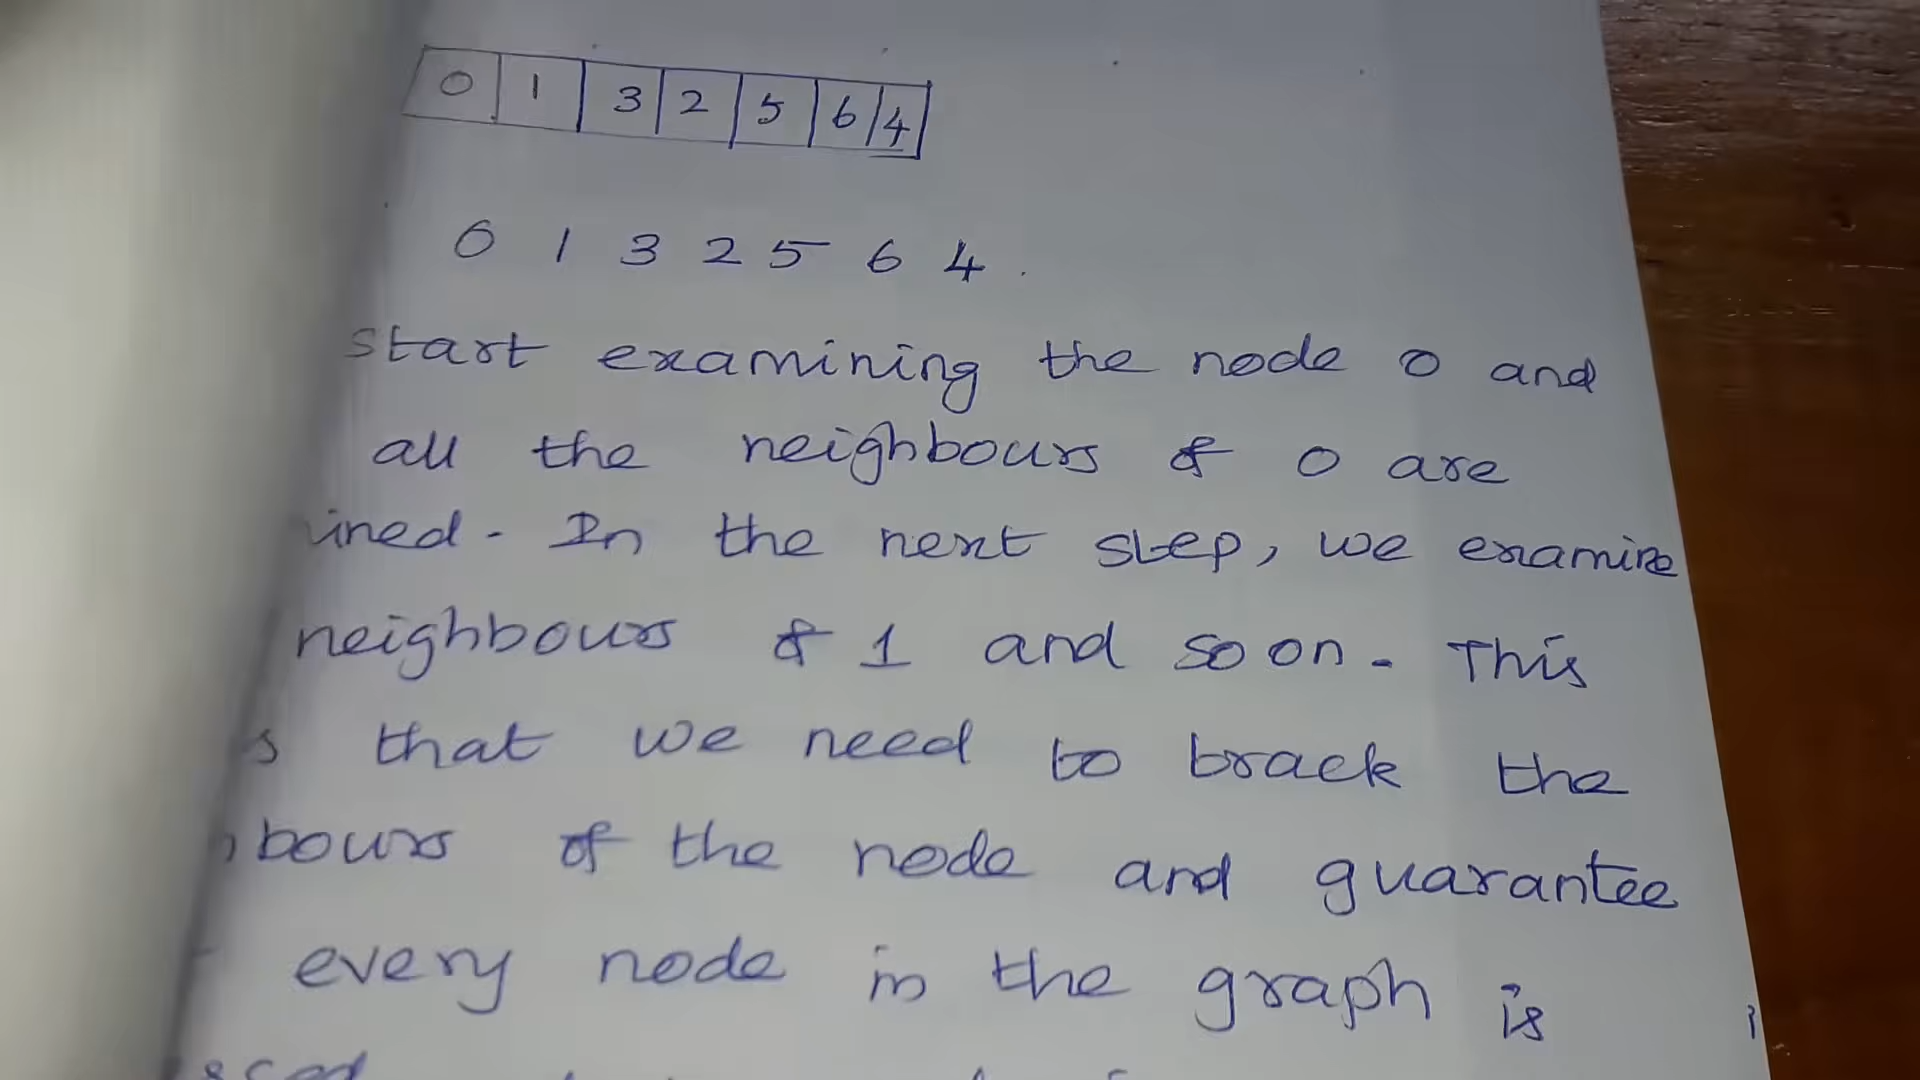 0 1 3 2 5 6 4
0 1 3 2 5 6 4 .
start examining the node 0 and
all the neighbours of 0 are
ined. In the next step, we examine
neighbours of 1 and so on. This
s that we need to track the
bours of the node and guarantee
every node in the graph is